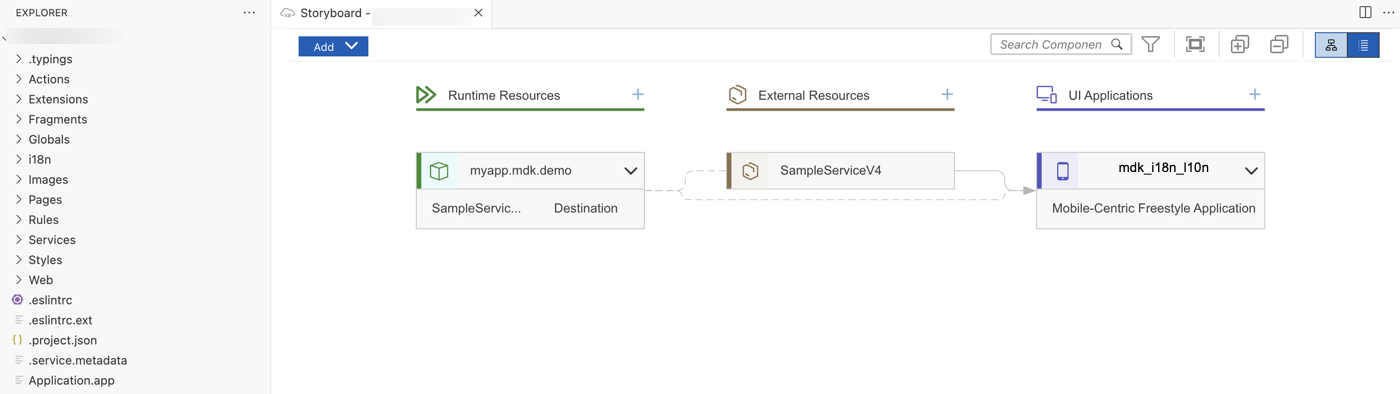 EXPLORER
Storyboard -
.typings
Actions
Extensions
Fragments
Globals
i18n
Images
Pages
Rules
Services
Styles
Web
.eslintrc
.eslintrc.ext
{} .project.json
.service.metadata
Application.app
Add
Search Componen
Runtime Resources
External Resources
UI Applications
myapp.mdk.demo
SampleServic... Destination
SampleServiceV4
mdk_i18n_l10n
Mobile-Centric Freestyle Application